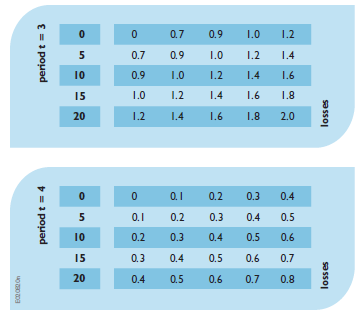 period t = 3
0 0 0.7 0.9 1.0 1.2
5 0.7 0.9 1.0 1.2 1.4
10 0.9 1.0 1.2 1.4 1.6
15 1.0 1.2 1.4 1.6 1.8
20 1.2 1.4 1.6 1.8 2.0
losses
period t = 4
0 0 0.1 0.2 0.3 0.4
5 0.1 0.2 0.3 0.4 0.5
10 0.2 0.3 0.4 0.5 0.6
15 0.3 0.4 0.5 0.6 0.7
20 0.4 0.5 0.6 0.7 0.8
losses